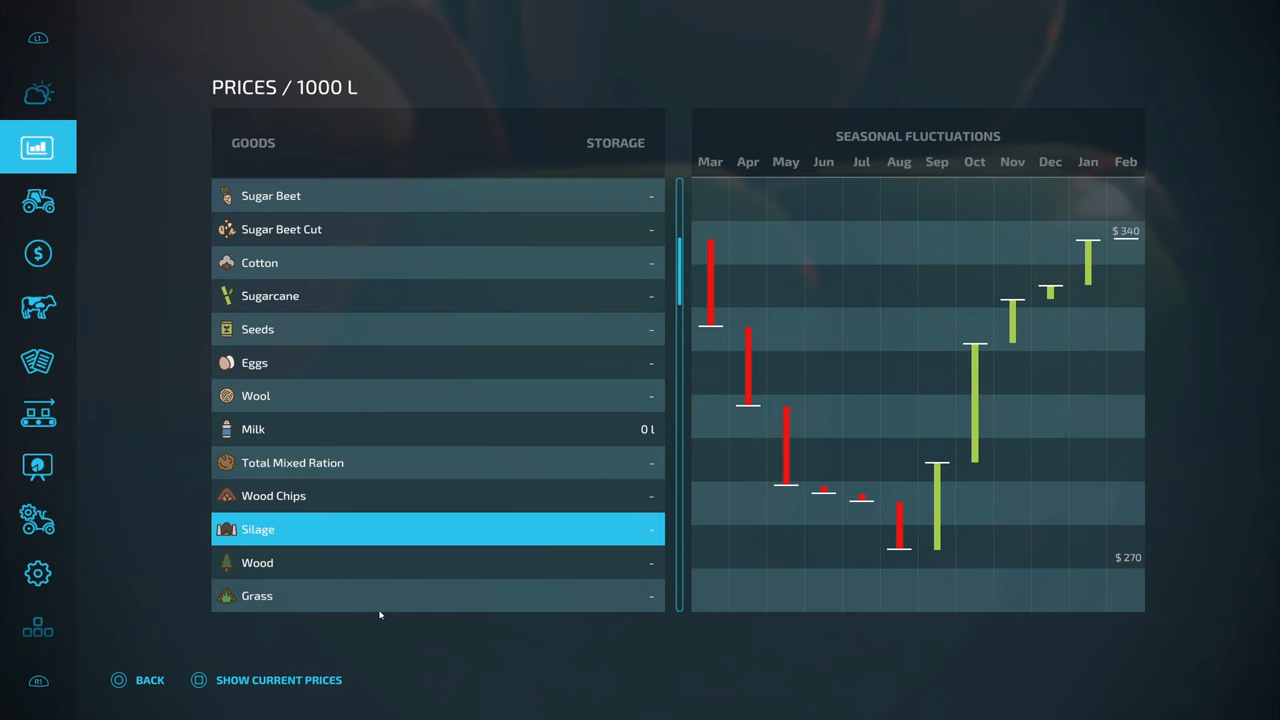 L1
PRICES / 1000 L
GOODS STORAGE
SEASONAL FLUCTUATIONS
Mar Apr May Jun Jul Aug Sep Oct Nov Dec Jan Feb
Sugar Beet -
Sugar Beet Cut -
Cotton -
Sugarcane -
Seeds -
Eggs -
Wool -
Milk 0 l
Total Mixed Ration -
Wood Chips -
Silage -
Wood -
Grass -
$ 340
$ 270
R1
BACK SHOW CURRENT PRICES